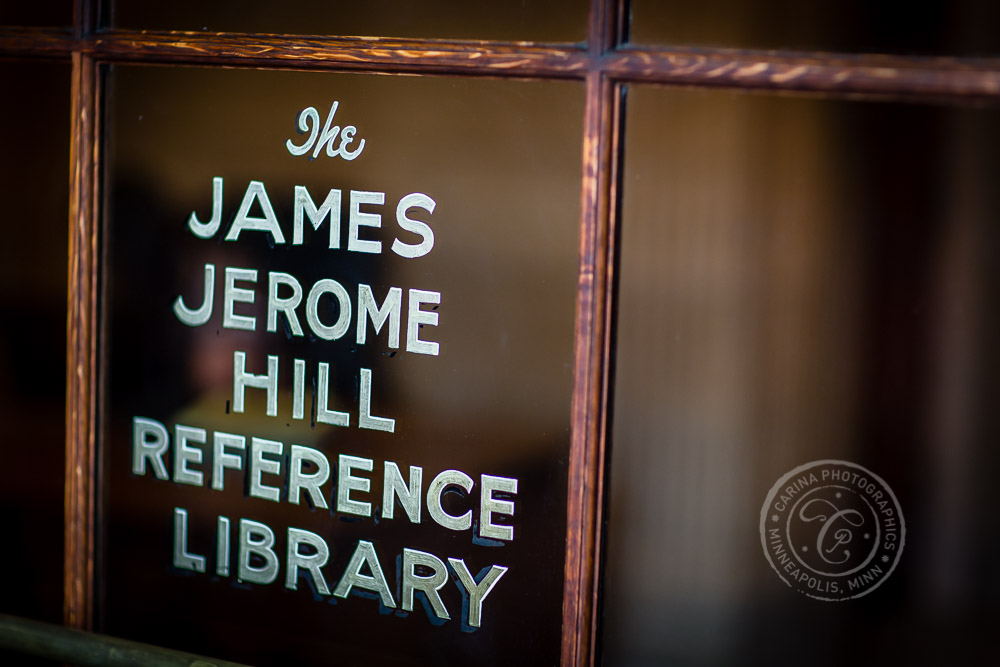 The
JAMES
JEROME
HILL
REFERENCE
LIBRARY
CARINA PHOTOGRAPHICS
MINNEAPOLIS, MINN